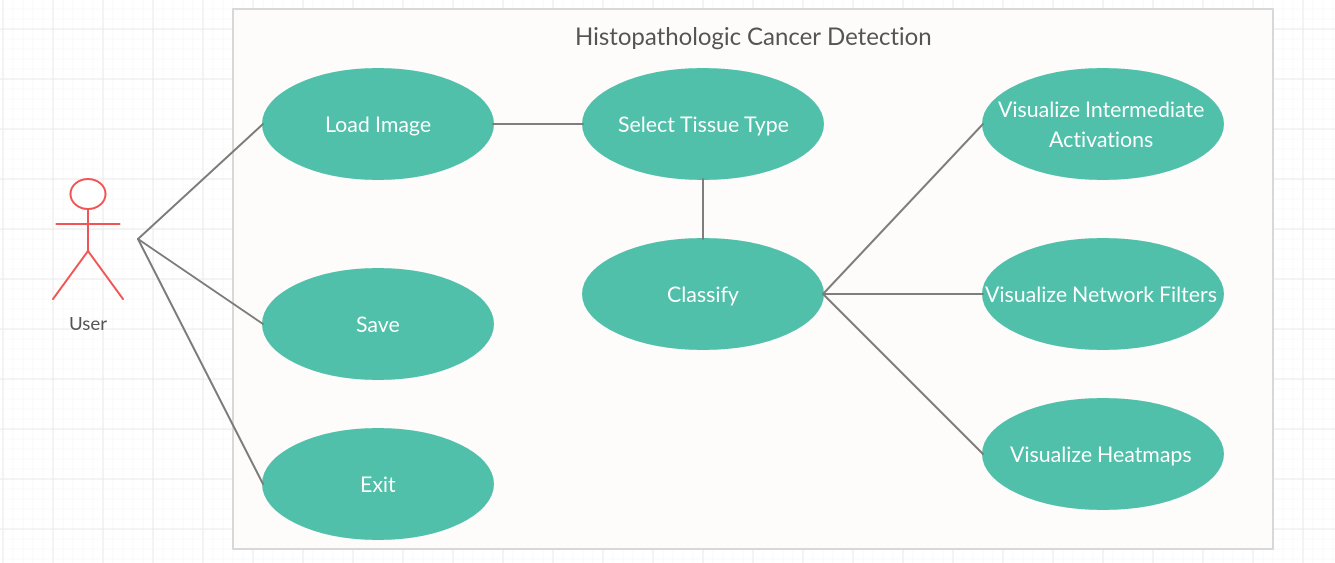 Histopathologic Cancer Detection
Load Image
Select Tissue Type
Visualize Intermediate
Activations
User
Save
Classify
Visualize Network Filters
Exit
Visualize Heatmaps